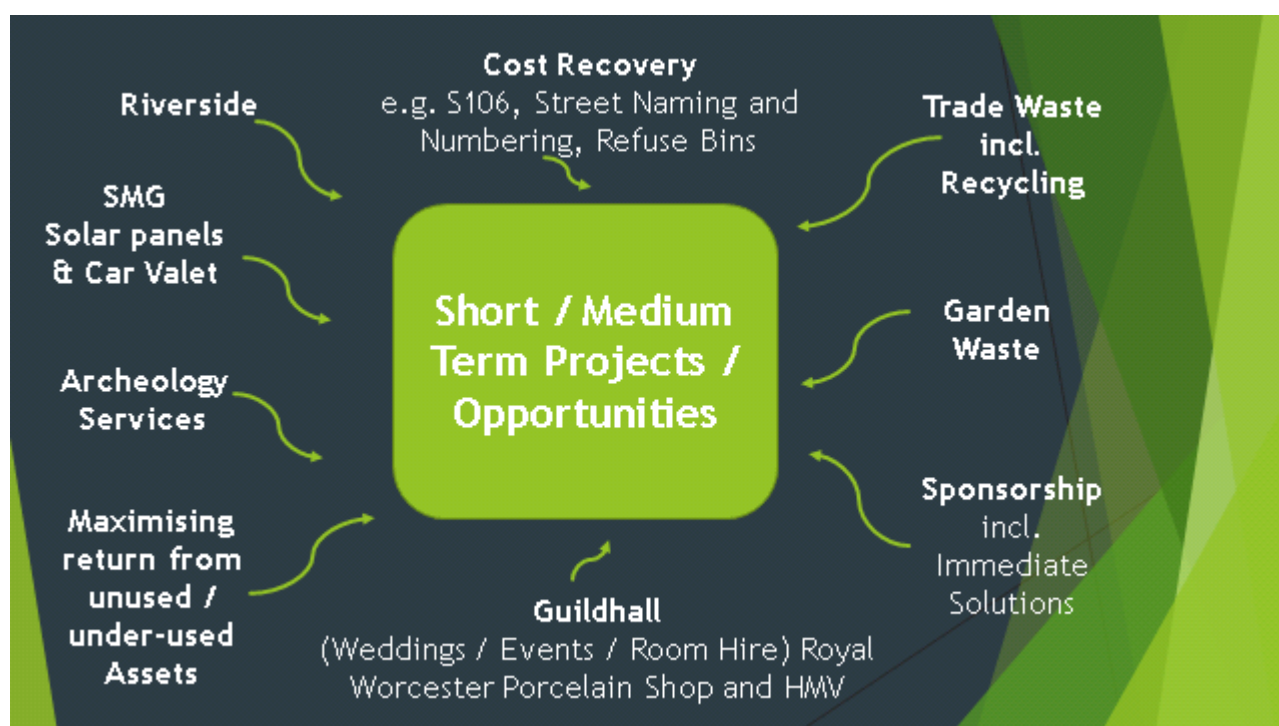 Cost Recovery
e.g. S106, Street Naming and
Numbering, Refuse Bins
Riverside
SMG
Solar panels
& Car Valet
Archeology
Services
Maximising
return from
unused /
under-used
Assets
Short / Medium
Term Projects /
Opportunities
Trade Waste
incl.
Recycling
Garden
Waste
Sponsorship
incl.
Immediate
Solutions
Guildhall
(Weddings / Events / Room Hire) Royal
Worcester Porcelain Shop and HMV